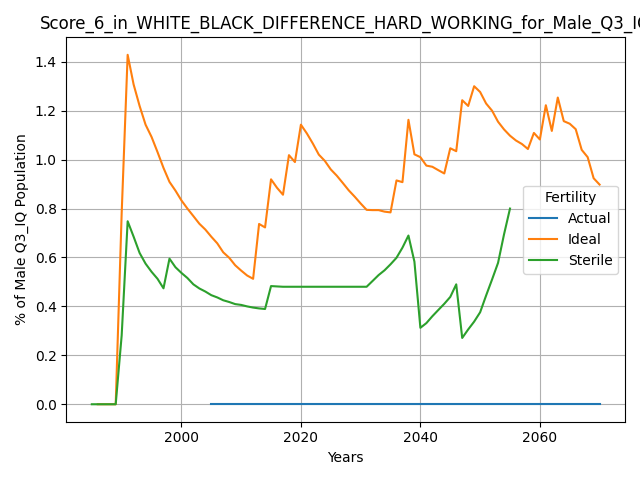 Score_6_in_WHITE_BLACK_DIFFERENCE_HARD_WORKING_for_Male_Q3_IQ
% of Male Q3_IQ Population
1.4
1.2
1.0
0.8
0.6
0.4
0.2
0.0
Fertility
Actual
Ideal
Sterile
2000
2020
2040
2060
Years